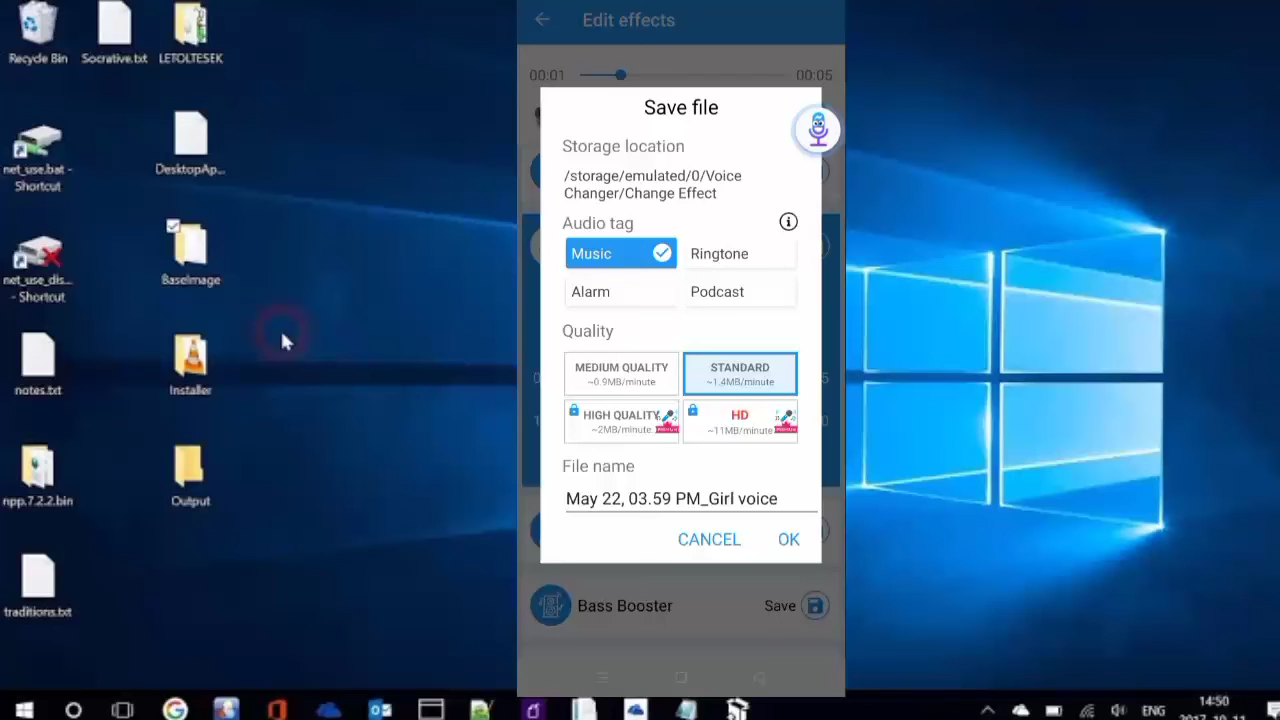 Recycle Bin
Socrative.txt
LETOLTESEK
net_use.bat -
Shortcut
DesktopAp...
net_use_dis...
- Shortcut
BaseImage
notes.txt
Installer
npp.7.2.2.bin
Output
traditions.txt
Edit effects
00:01
00:05
Save file
Storage location
/storage/emulated/0/Voice
Changer/Change Effect
Audio tag
Music
Ringtone
Alarm
Podcast
Quality
MEDIUM QUALITY
~0.9MB/minute
STANDARD
~1.4MB/minute
HIGH QUALITY
~2MB/minute
HD
~11MB/minute
File name
May 22, 03.59 PM_Girl voice
CANCEL
OK
Bass Booster
Save
ENG
14:50
2017-10-11